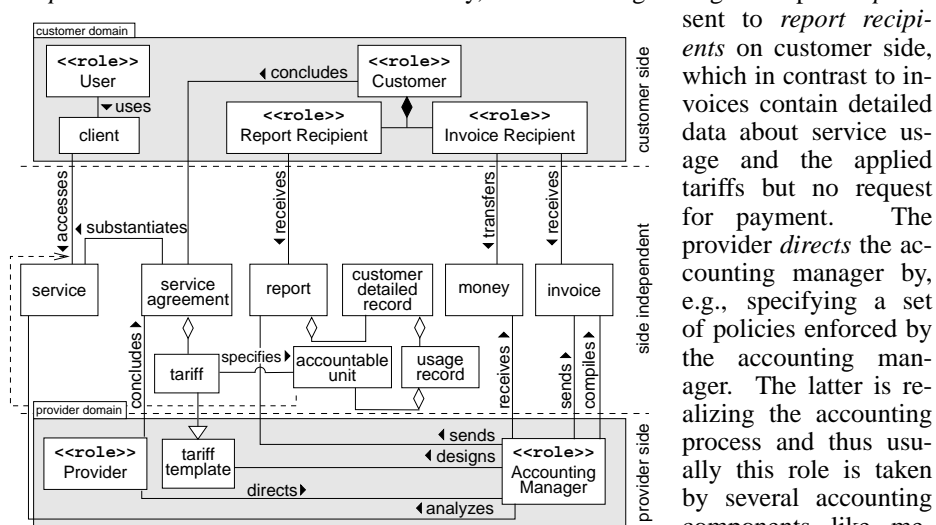 customer domain
<<role>>
User
uses
client
concludes
<<role>>
Customer
<<role>>
Report Recipient
<<role>>
Invoice Recipient
customer side
accesses
substantiates
receives
transfers
receives
service
service
agreement
report
customer
detailed
record
money
invoice
side independent
concludes
tariff
specifies
accountable
unit
usage
record
receives
sends
compiles
provider domain
<<role>>
Provider
tariff
template
sends
designs
directs
analyzes
<<role>>
Accounting
Manager
provider side
sent to report recipi-
ents on customer side,
which in contrast to in-
voices contain detailed
data about service us-
age and the applied
tariffs but no request
for payment. The
provider directs the ac-
counting manager by,
e.g., specifying a set
of policies enforced by
the accounting man-
ager. The latter is re-
alizing the accounting
process and thus usu-
ally this role is taken
by several accounting